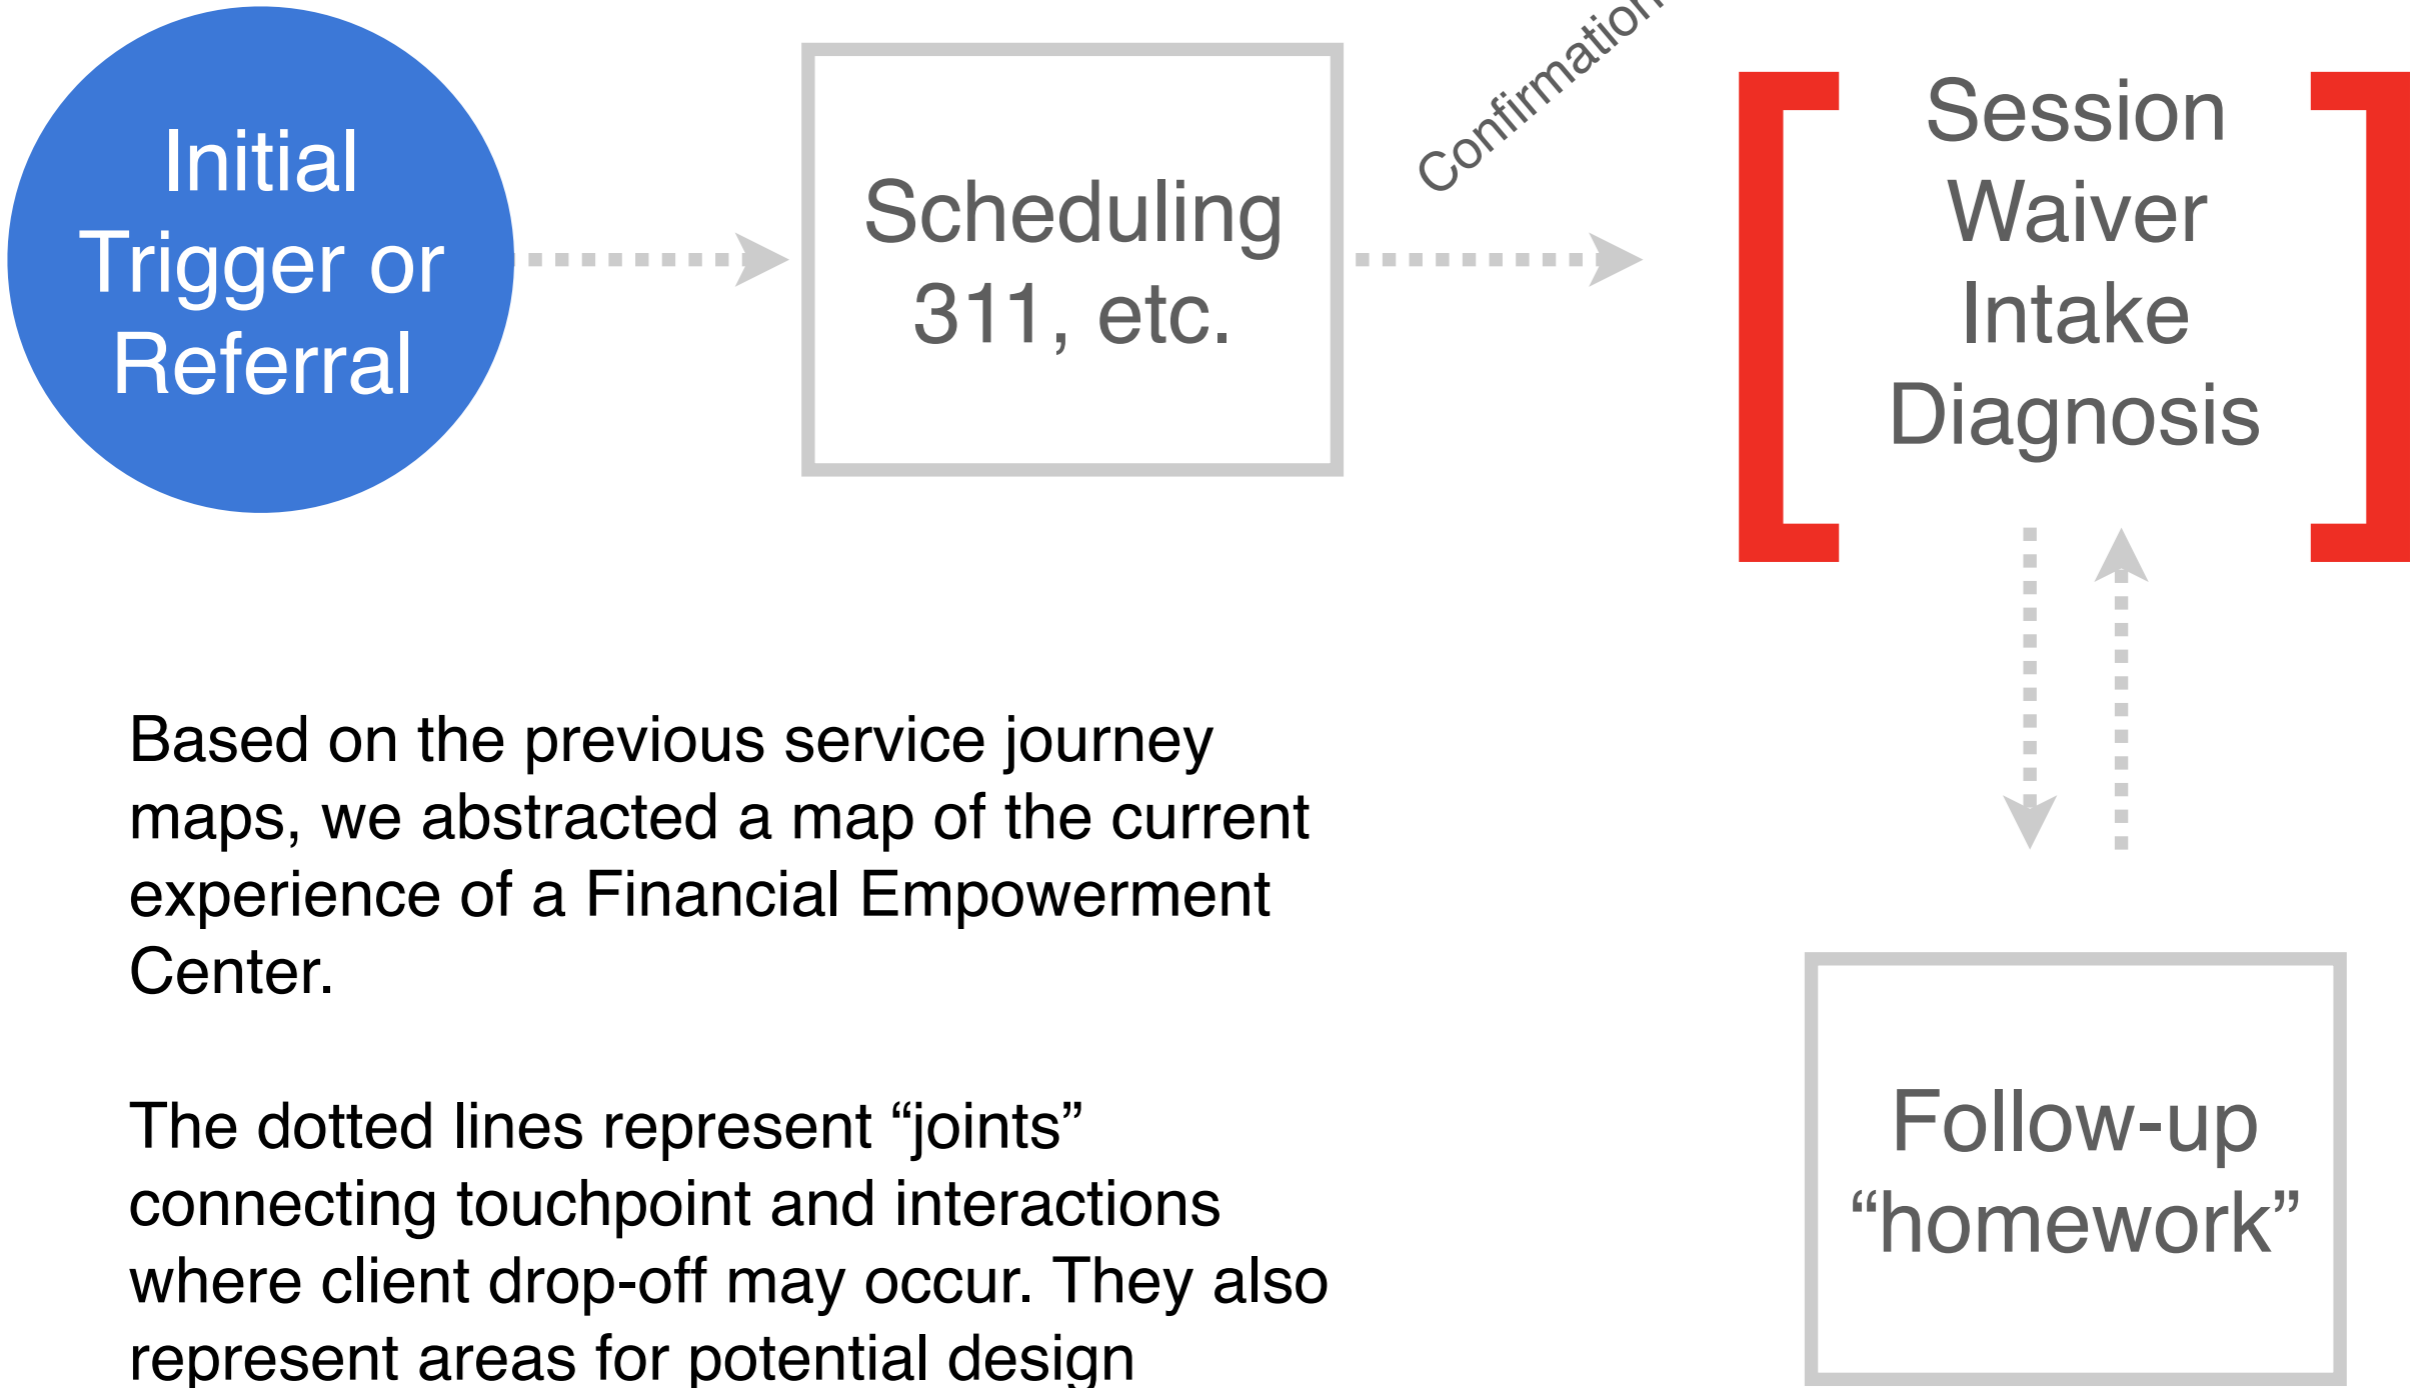 Initial
Trigger or
Referral
Scheduling
311, etc.
Confirmation
Session
Waiver
Intake
Diagnosis
Based on the previous service journey
maps, we abstracted a map of the current
experience of a Financial Empowerment
Center.
The dotted lines represent “joints”
connecting touchpoint and interactions
where client drop-off may occur. They also
represent areas for potential design
Follow-up
“homework”